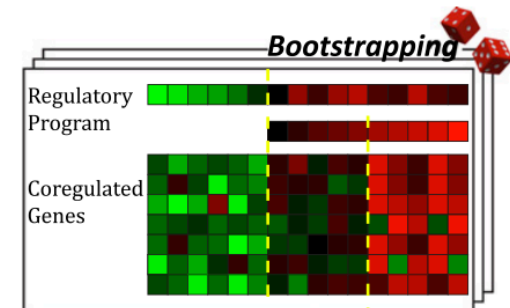 Bootstrapping
Regulatory
Program
Coregulated
Genes